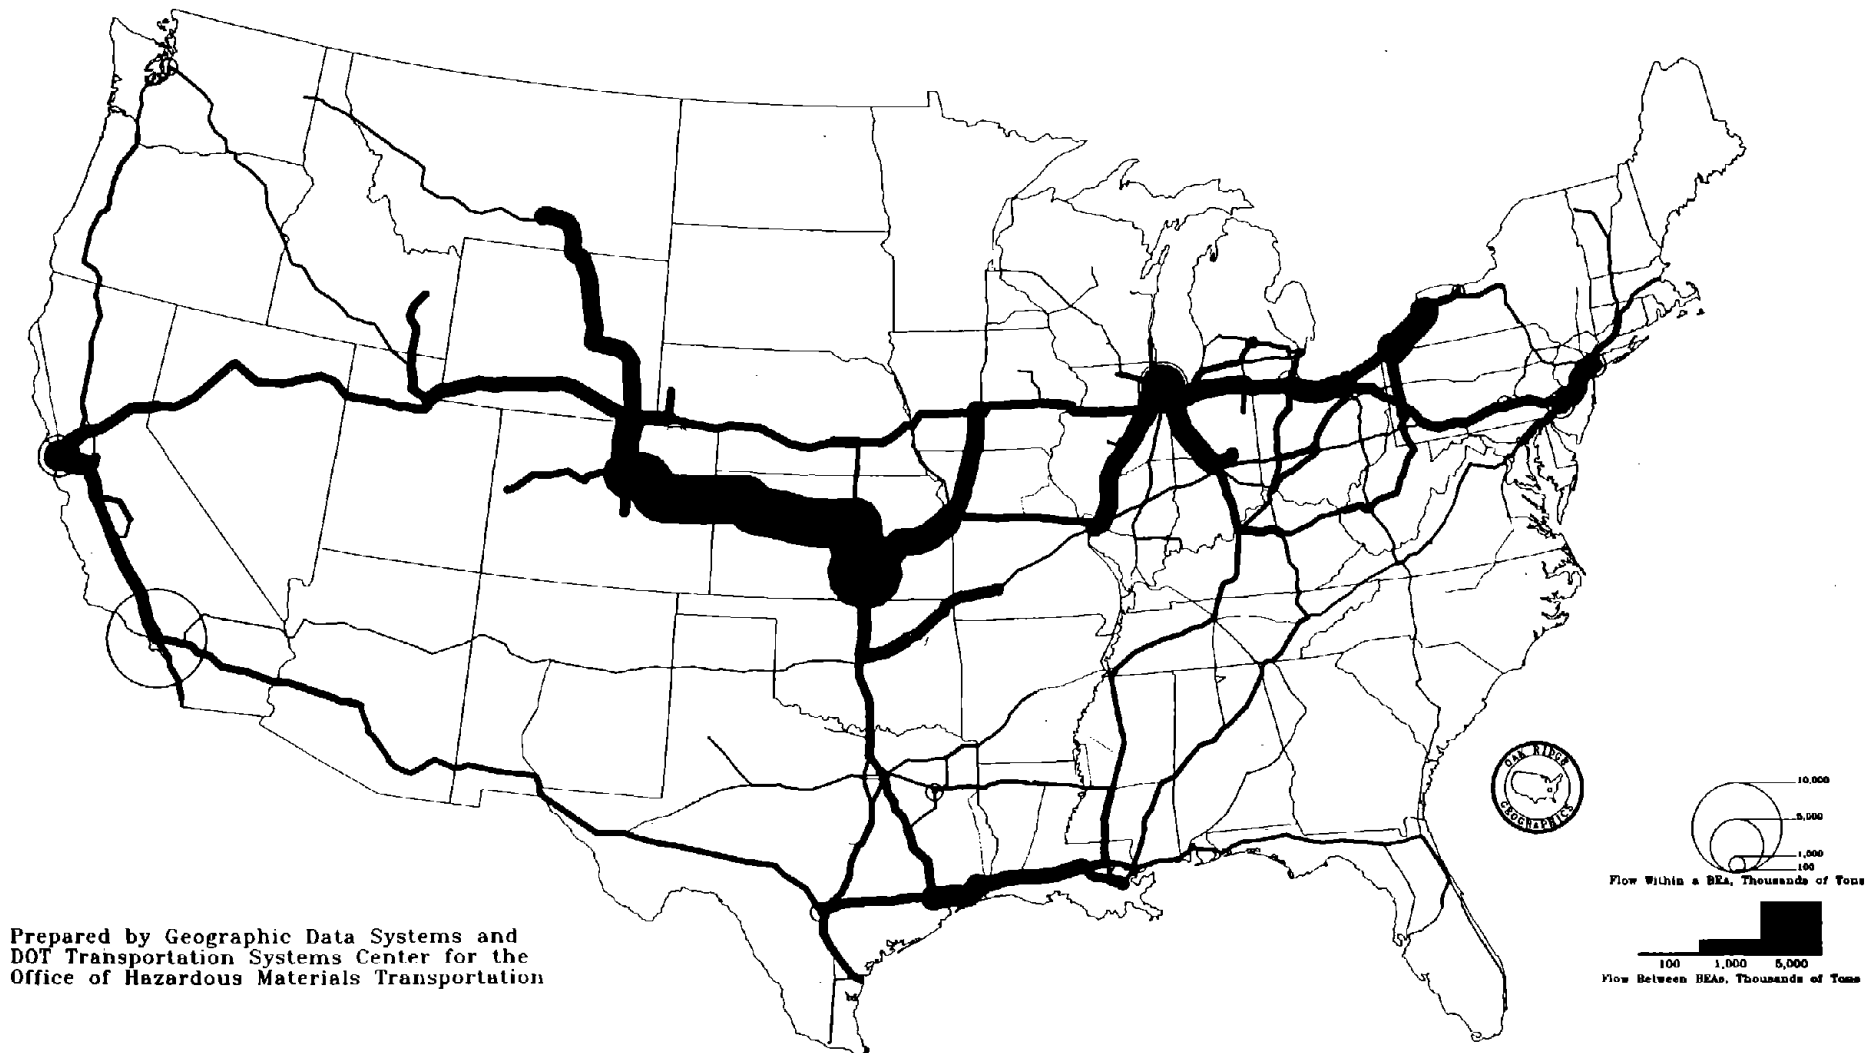 OAK RIDGE
GEOGRAPHICS
10,000
5,000
1,000
100
Flow Within a BEA, Thousands of Tons
100 1,000 5,000
Flow Between BEAs, Thousands of Tons
Prepared by Geographic Data Systems and
DOT Transportation Systems Center for the
Office of Hazardous Materials Transportation